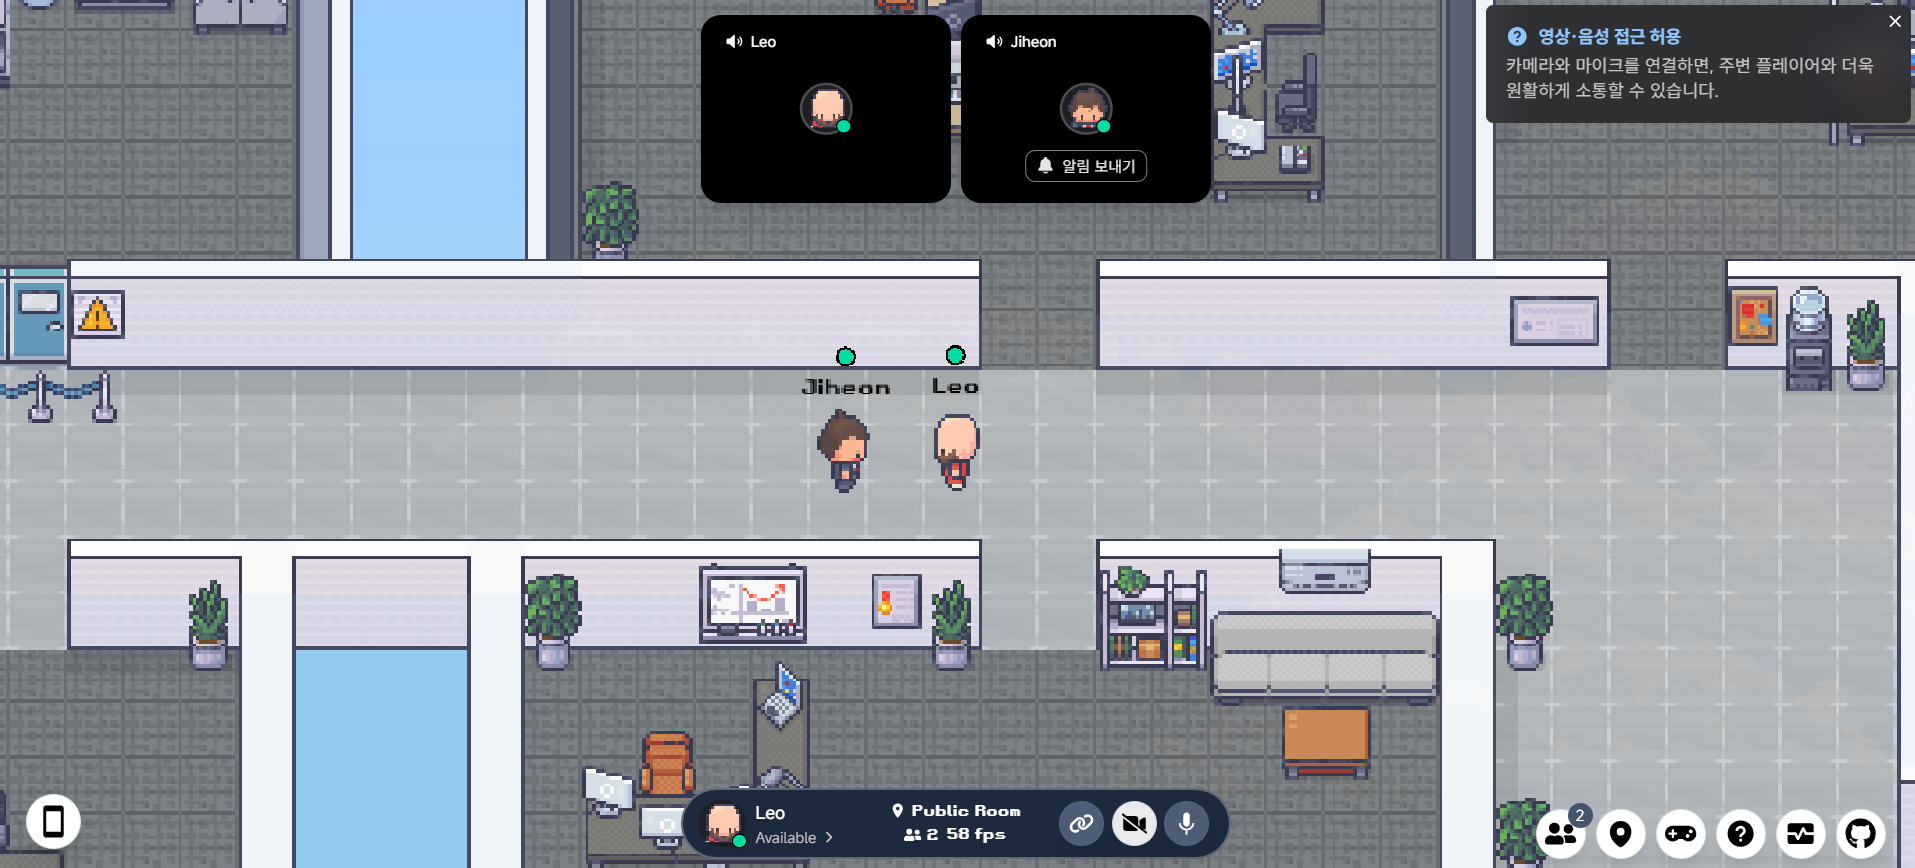 Leo
Jiheon
알림 보내기
영상·음성 접근 허용
카메라와 마이크를 연결하면, 주변 플레이어와 더욱
원활하게 소통할 수 있습니다.
Jiheon
Leo
Leo
Available
Public Room
2 58 fps
2